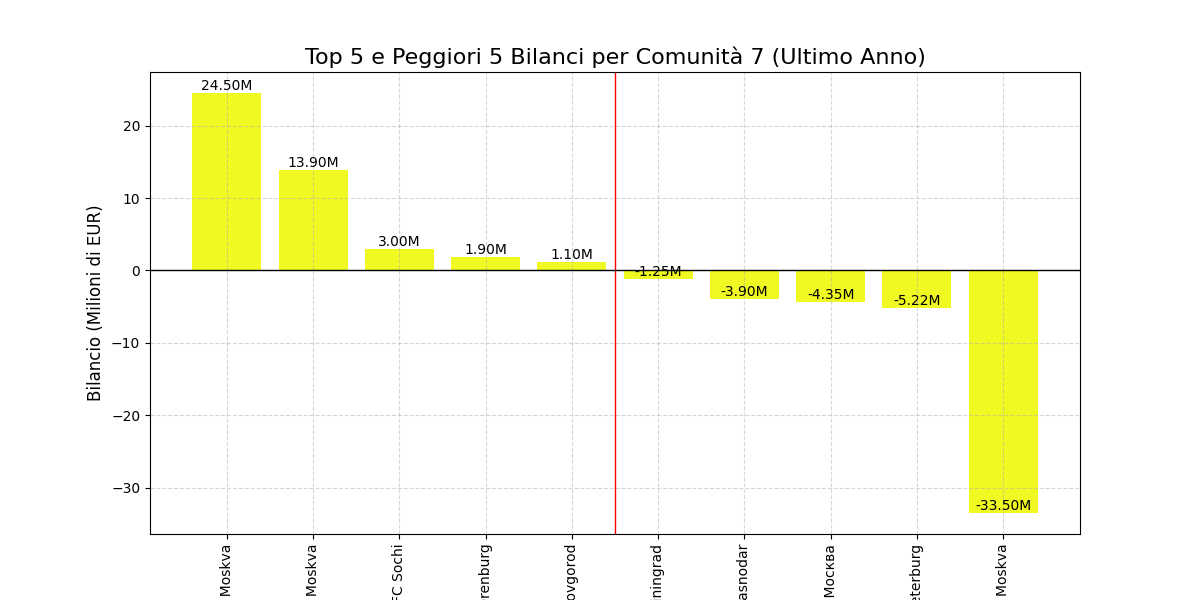 Top 5 e Peggiori 5 Bilanci per Comunità 7 (Ultimo Anno)
Bilancio (Milioni di EUR)
20
10
0
−10
−20
−30
24.50M
13.90M
3.00M
1.90M
1.10M
-1.25M
-3.90M
-4.35M
-5.22M
-33.50M
Moskva
Moskva
FC Sochi
renburg
ovgorod
ningrad
asnodar
Москва
eterburg
Moskva